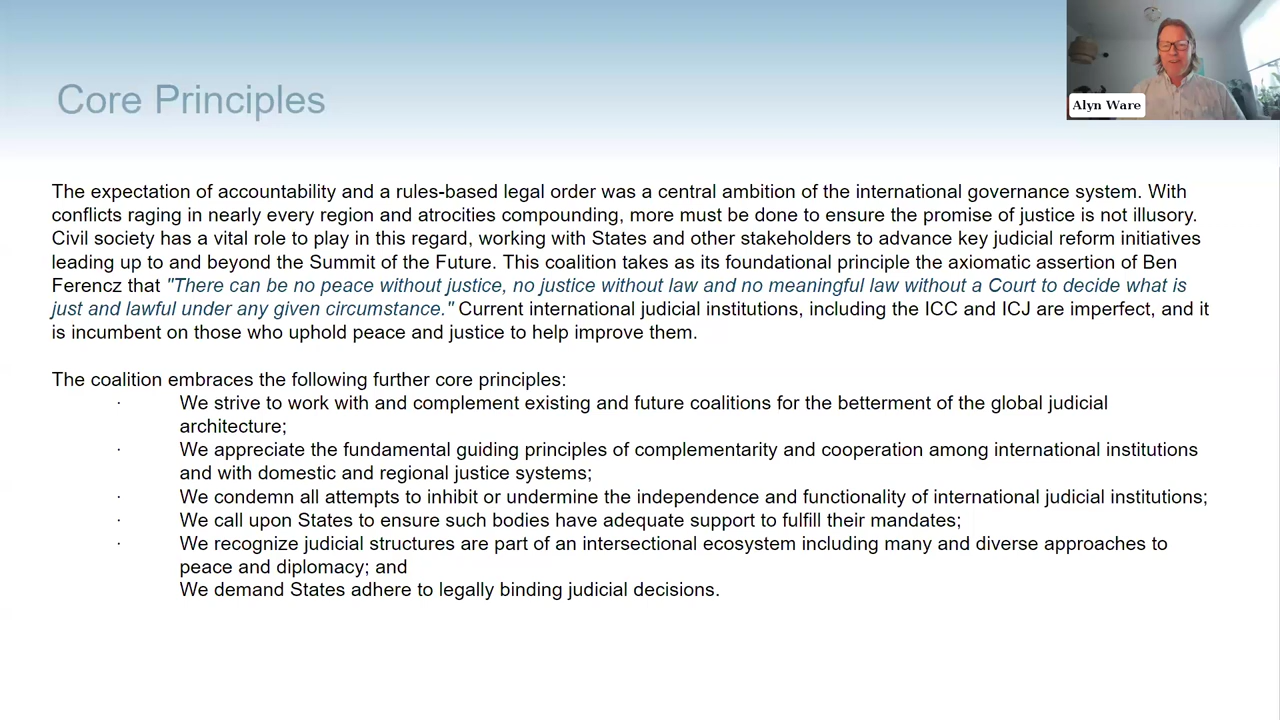 Core Principles
Alyn Ware
The expectation of accountability and a rules-based legal order was a central ambition of the international governance system. With
conflicts raging in nearly every region and atrocities compounding, more must be done to ensure the promise of justice is not illusory.
Civil society has a vital role to play in this regard, working with States and other stakeholders to advance key judicial reform initiatives
leading up to and beyond the Summit of the Future. This coalition takes as its foundational principle the axiomatic assertion of Ben
Ferencz that "There can be no peace without justice, no justice without law and no meaningful law without a Court to decide what is
just and lawful under any given circumstance." Current international judicial institutions, including the ICC and ICJ are imperfect, and it
is incumbent on those who uphold peace and justice to help improve them.
The coalition embraces the following further core principles:
· We strive to work with and complement existing and future coalitions for the betterment of the global judicial
architecture;
· We appreciate the fundamental guiding principles of complementarity and cooperation among international institutions
and with domestic and regional justice systems;
· We condemn all attempts to inhibit or undermine the independence and functionality of international judicial institutions;
· We call upon States to ensure such bodies have adequate support to fulfill their mandates;
· We recognize judicial structures are part of an intersectional ecosystem including many and diverse approaches to
peace and diplomacy; and
We demand States adhere to legally binding judicial decisions.